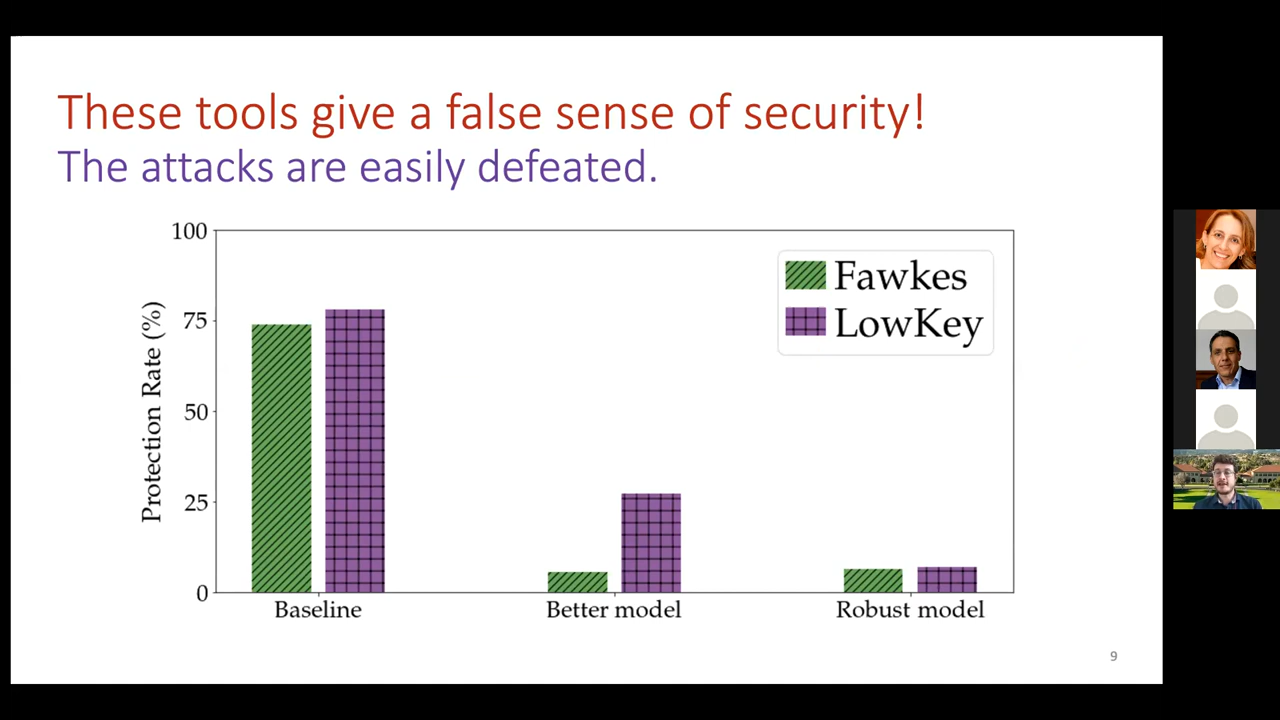 These tools give a false sense of security!
The attacks are easily defeated.
100
75
50
25
0
Protection Rate (%)
Fawkes
LowKey
Baseline
Better model
Robust model
9